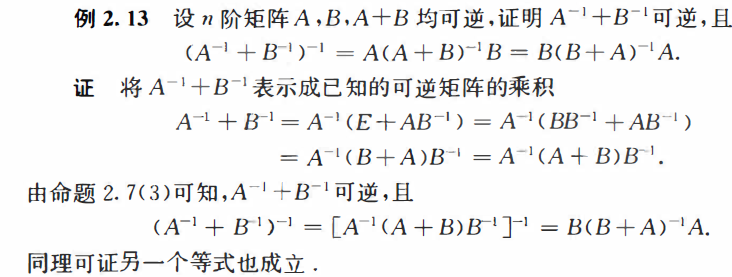 例 2.13 设 n 阶矩阵 A,B,A+B 均可逆,证明 A⁻¹+B⁻¹可逆,且
(A⁻¹+B⁻¹)⁻¹ = A(A+B)⁻¹B = B(B+A)⁻¹A.
证 将 A⁻¹+B⁻¹表示成已知的可逆矩阵的乘积
A⁻¹+B⁻¹ = A⁻¹(E+AB⁻¹) = A⁻¹(BB⁻¹+AB⁻¹)
= A⁻¹(B+A)B⁻¹ = A⁻¹(A+B)B⁻¹.
由命题 2.7(3)可知,A⁻¹+B⁻¹可逆,且
(A⁻¹+B⁻¹)⁻¹ = [A⁻¹(A+B)B⁻¹]⁻¹ = B(B+A)⁻¹A.
同理可证另一个等式也成立.